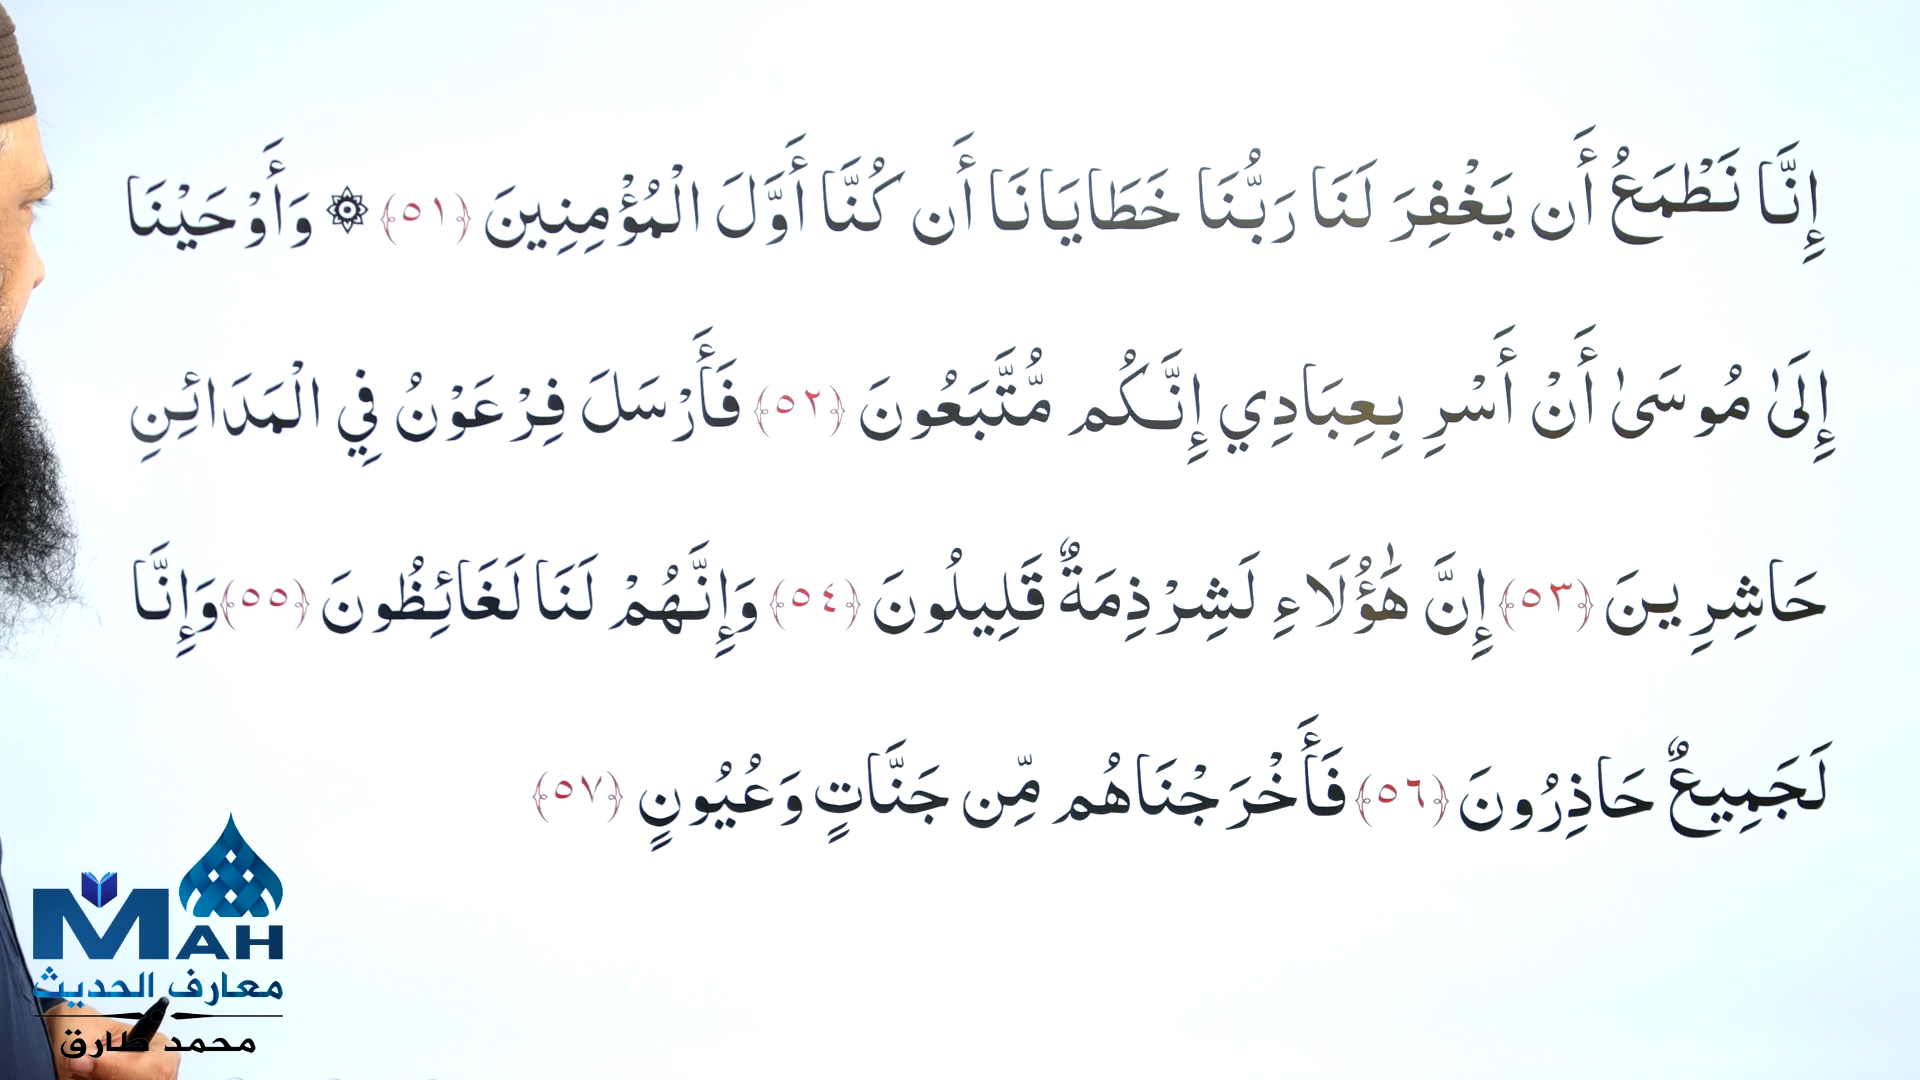 إِنَّا نَطْمَعُ أَن يَغْفِرَ لَنَا رَبُّنَا خَطَايَانَا أَن كُنَّا أَوَّلَ الْمُؤْمِنِينَ ﴿٥١﴾ ۞ وَأَوْحَيْنَا
إِلَىٰ مُوسَىٰ أَنْ أَسْرِ بِعِبَادِي إِنَّكُم مُّتَّبَعُونَ ﴿٥٢﴾ فَأَرْسَلَ فِرْعَوْنُ فِي الْمَدَائِنِ
حَاشِرِينَ ﴿٥٣﴾ إِنَّ هَٰؤُلَاءِ لَشِرْذِمَةٌ قَلِيلُونَ ﴿٥٤﴾ وَإِنَّهُمْ لَنَا لَغَائِظُونَ ﴿٥٥﴾ وَإِنَّا
لَجَمِيعٌ حَاذِرُونَ ﴿٥٦﴾ فَأَخْرَجْنَاهُم مِّن جَنَّاتٍ وَعُيُونٍ ﴿٥٧﴾
MAH
معارف الحديث
محمد طارق